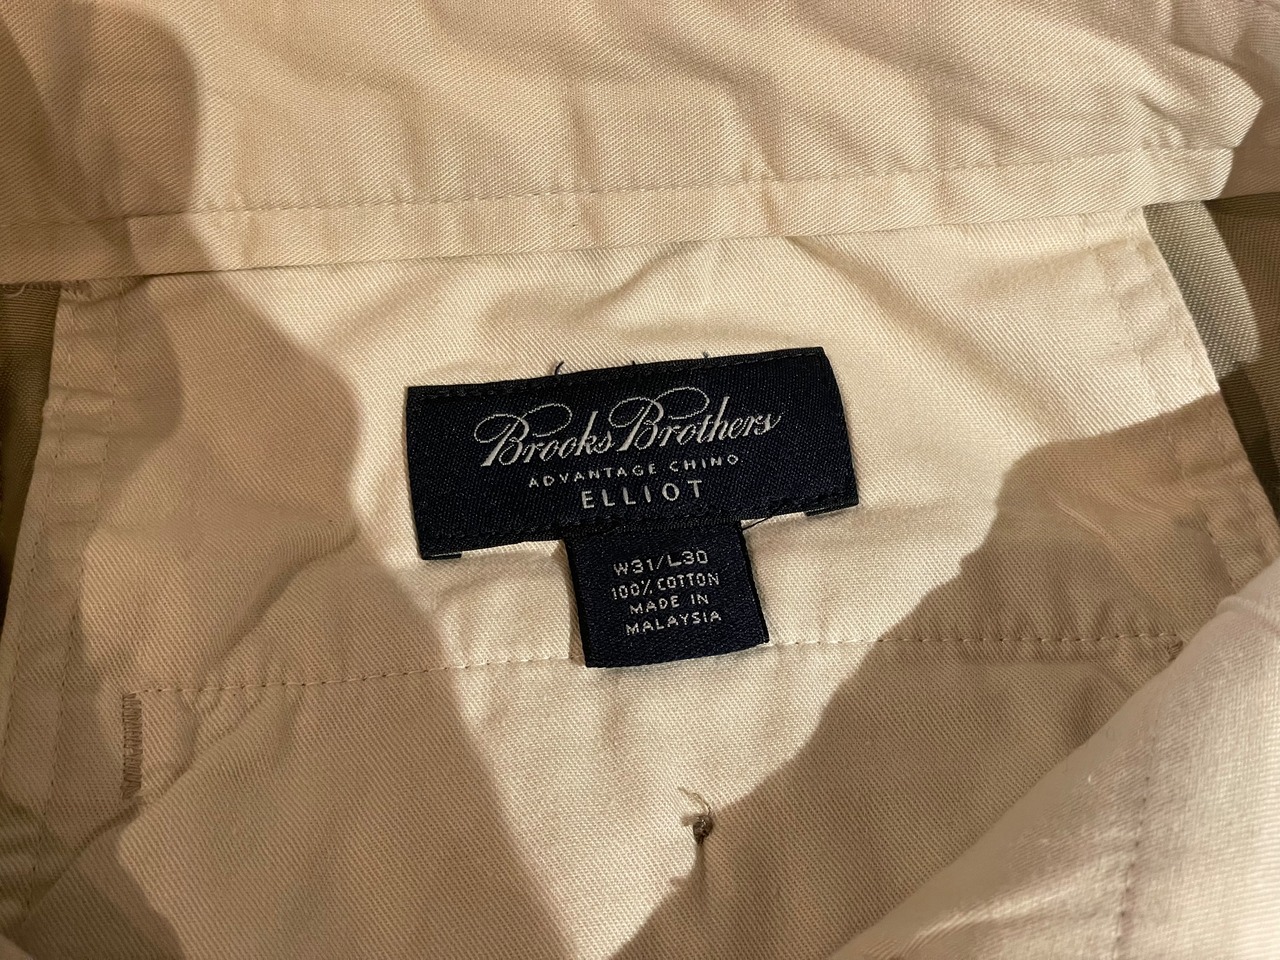 Brooks Brothers
ADVANTAGE CHINO
ELLIOT
W31/L30
100% COTTON
MADE IN
MALAYSIA